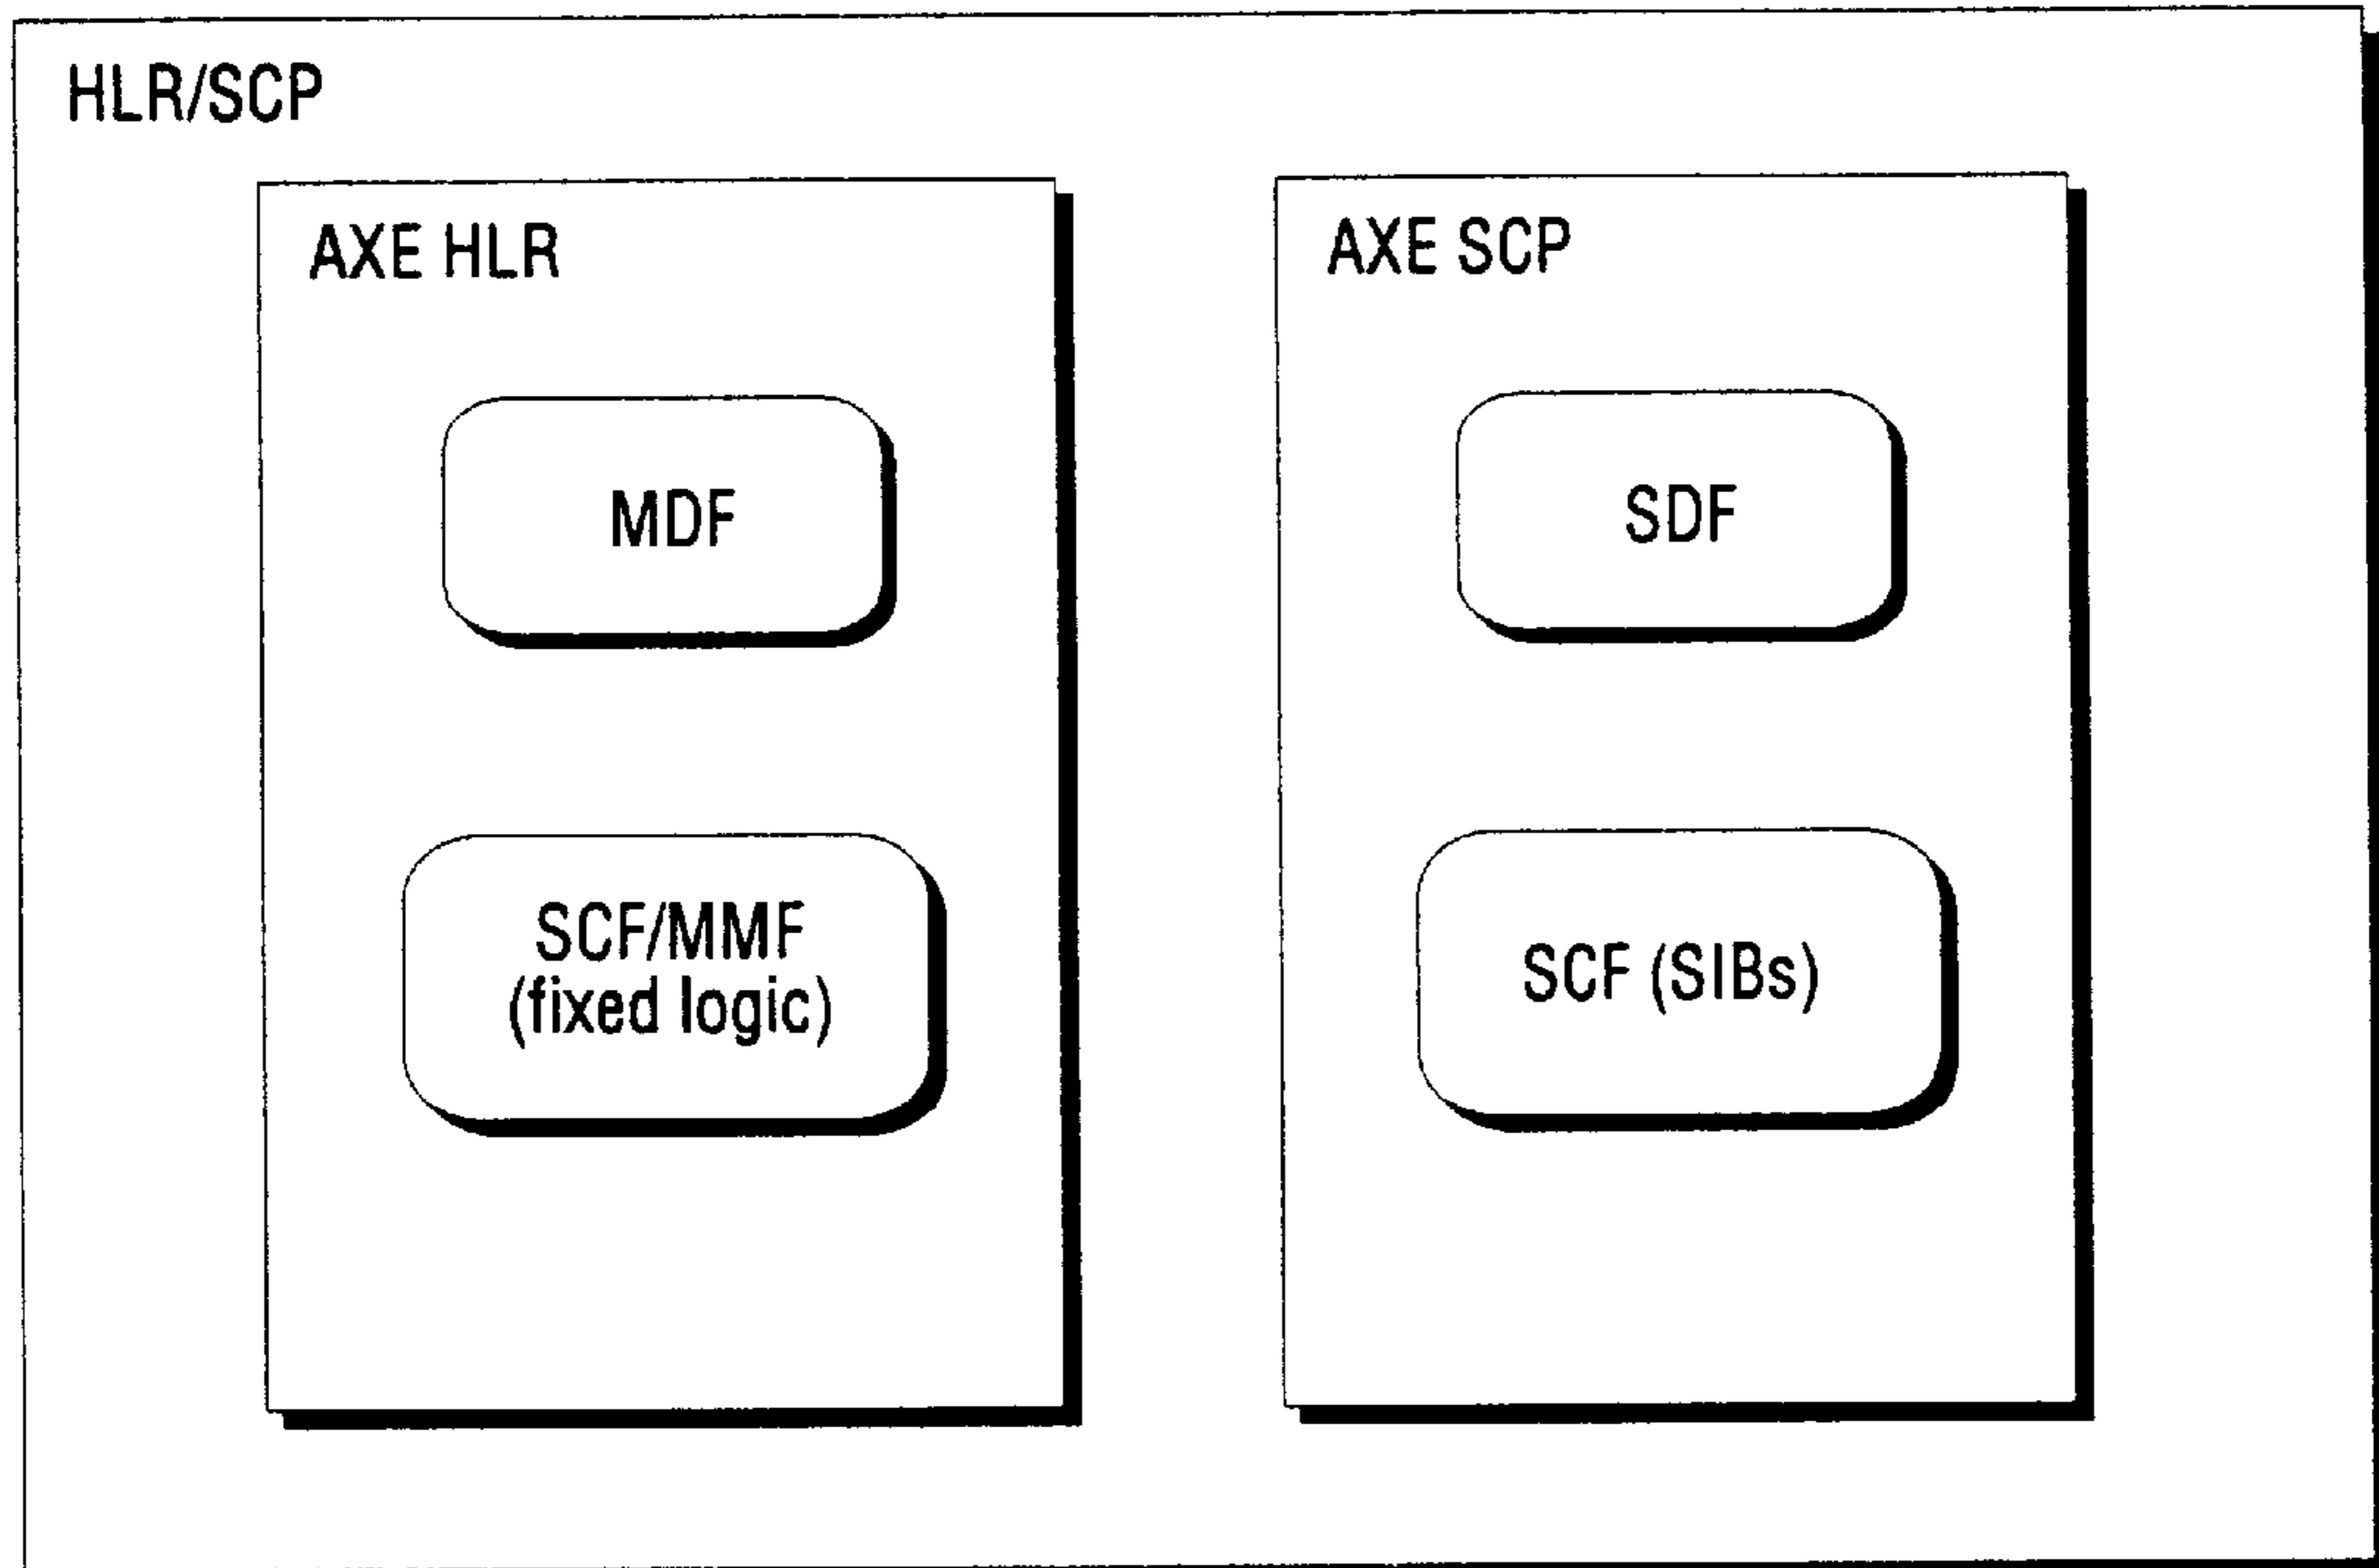 HLR/SCP
AXE HLR
MDF
SCF/MMF
(fixed logic)
AXE SCP
SDF
SCF (SIBs)